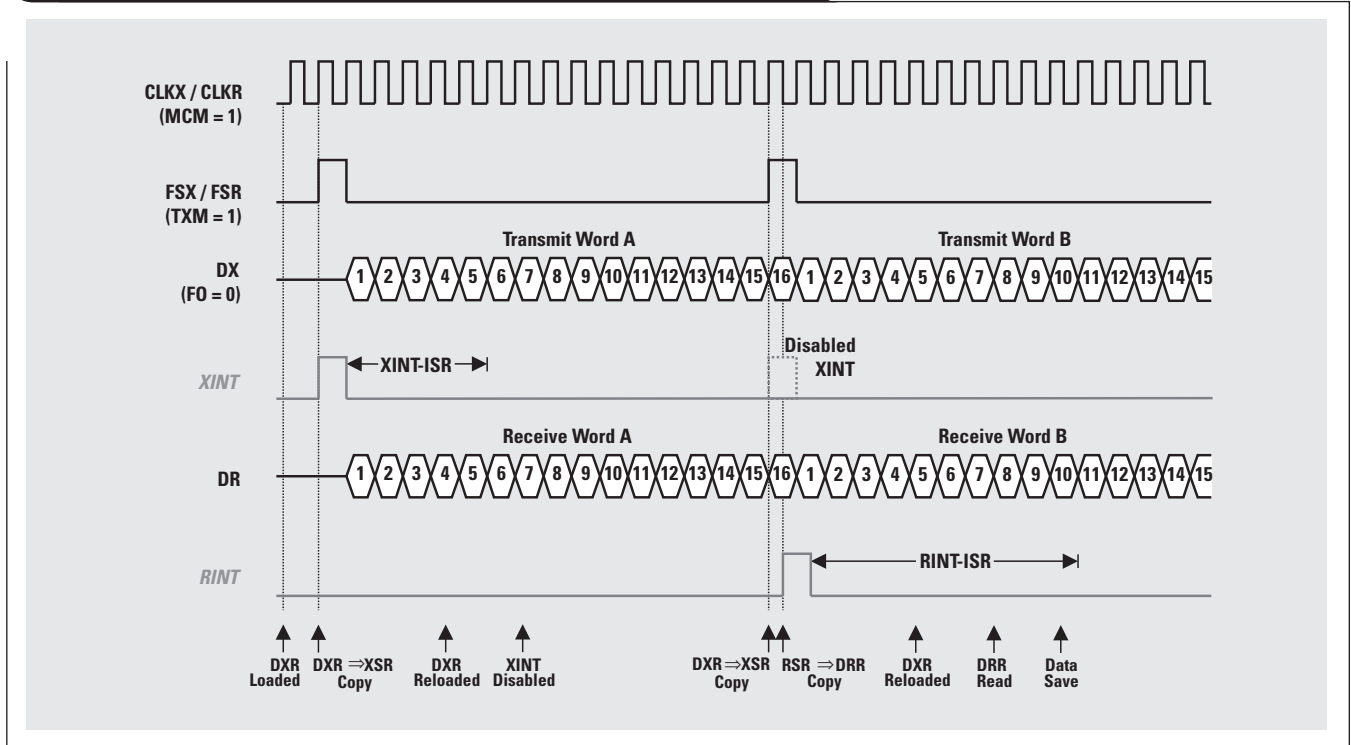 CLKX / CLKR
(MCM = 1)
FSX / FSR
(TXM = 1)
Transmit Word A
Transmit Word B
DX
(FO = 0)
1 2 3 4 5 6 7 8 9 10 11 12 13 14 15 16 1 2 3 4 5 6 7 8 9 10 11 12 13 14 15
Disabled
XINT
XINT-ISR
XINT
Receive Word A
Receive Word B
DR
1 2 3 4 5 6 7 8 9 10 11 12 13 14 15 16 1 2 3 4 5 6 7 8 9 10 11 12 13 14 15
RINT-ISR
RINT
DXR
Loaded
DXR ⇒XSR
Copy
DXR
Reloaded
XINT
Disabled
DXR⇒XSR
Copy
RSR ⇒DRR
Copy
DXR
Reloaded
DRR
Read
Data
Save